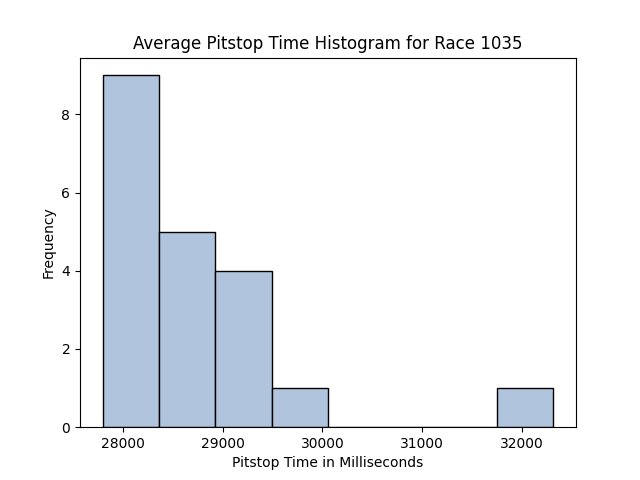 Average Pitstop Time Histogram for Race 1035
Frequency
8
6
4
2
0
28000 29000 30000 31000 32000
Pitstop Time in Milliseconds